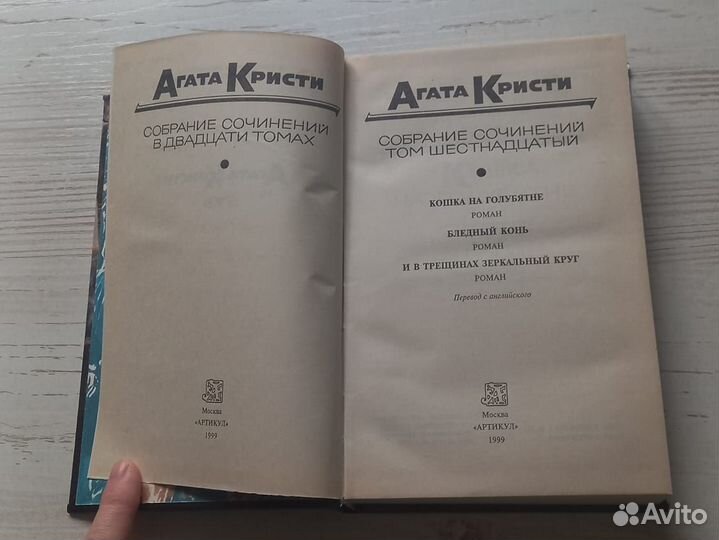 Агата Кристи
СОБРАНИЕ СОЧИНЕНИЙ
В ДВАДЦАТИ ТОМАХ
Москва
«АРТИКУЛ»
1999
Агата Кристи
СОБРАНИЕ СОЧИНЕНИЙ
ТОМ ШЕСТНАДЦАТЫЙ
КОШКА НА ГОЛУБЯТНЕ
РОМАН
БЛЕДНЫЙ КОНЬ
РОМАН
И В ТРЕЩИНАХ ЗЕРКАЛЬНЫЙ КРУГ
РОМАН
Перевод с английского
Москва
«АРТИКУЛ»
1999
Avito